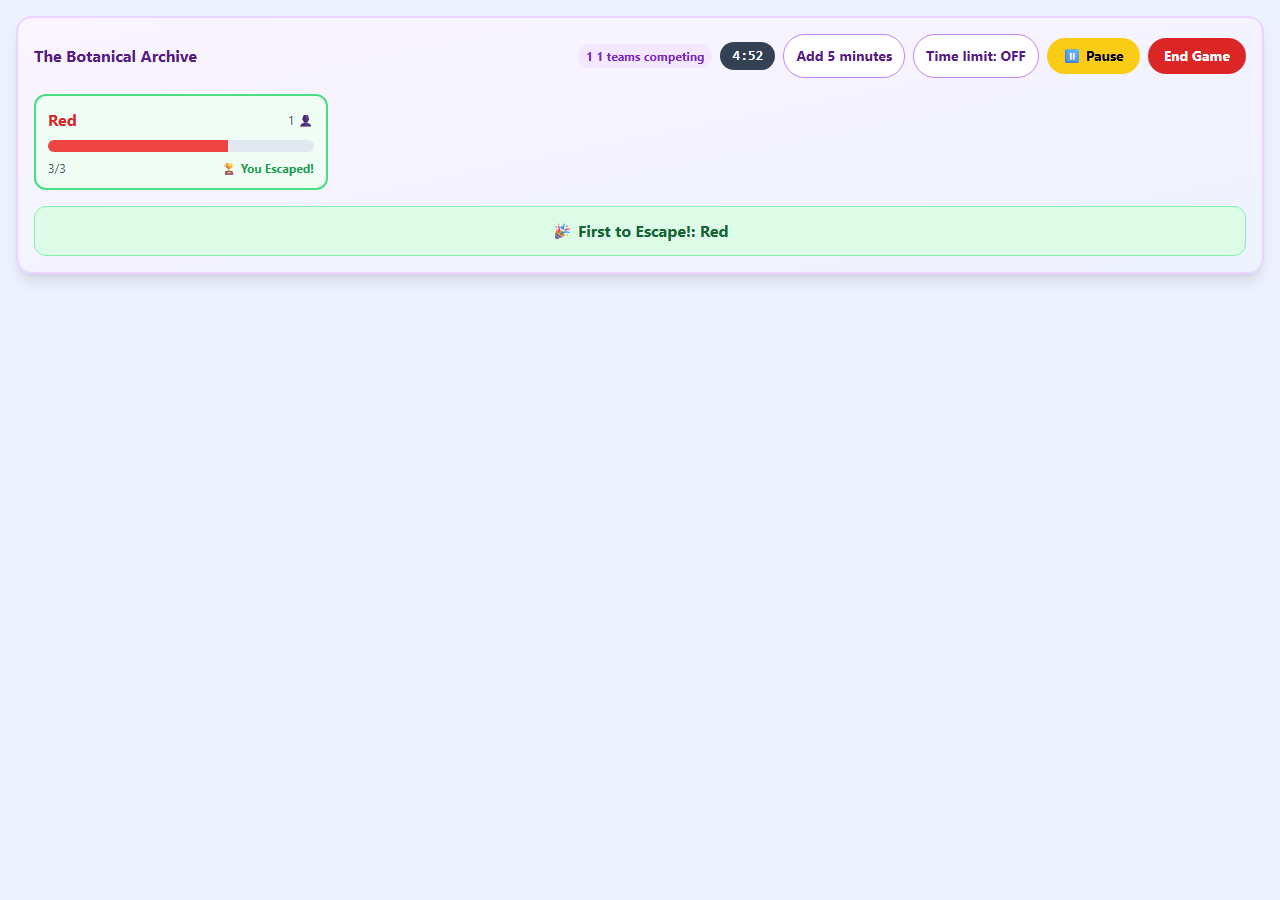 The Botanical Archive
1 1 teams competing
4:52
Add 5 minutes
Time limit: OFF
Pause
End Game
Red
1
3/3
You Escaped!
First to Escape!: Red